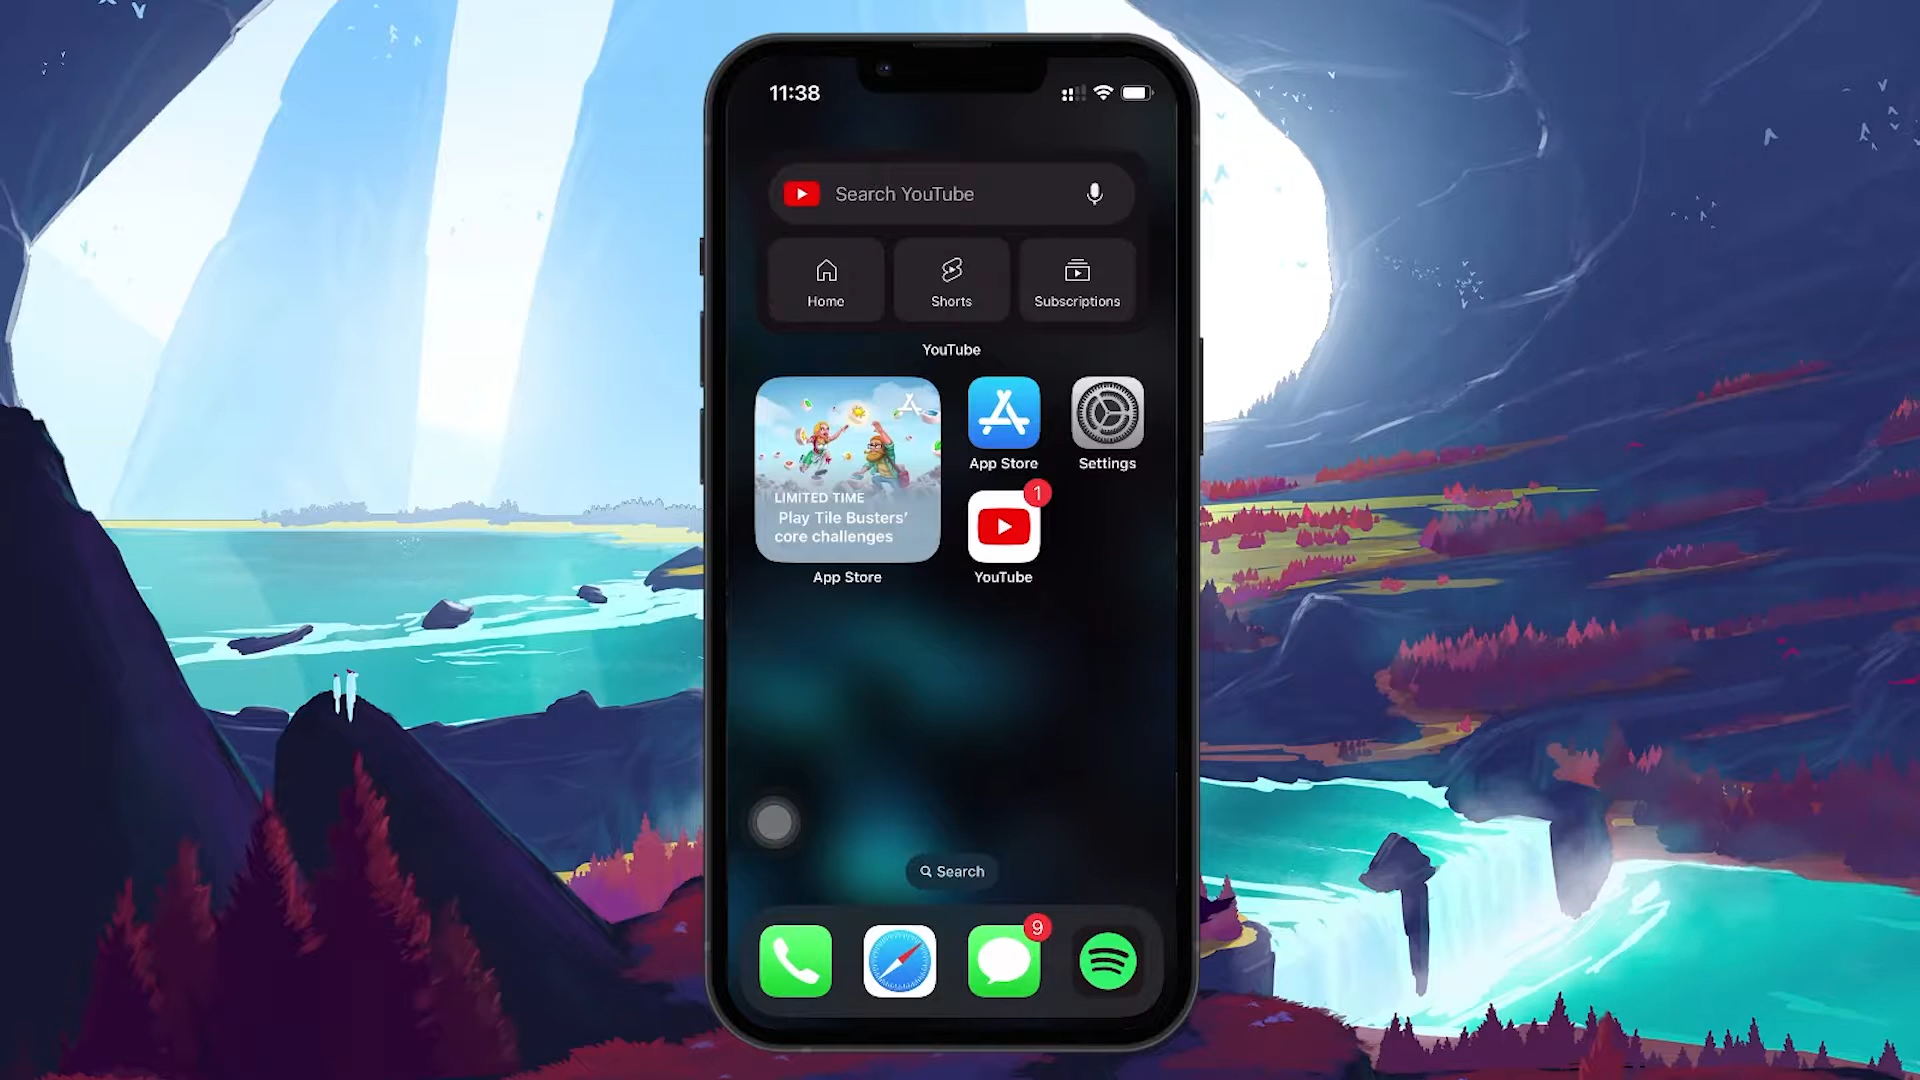 11:38
Search YouTube
Home
Shorts
Subscriptions
YouTube
LIMITED TIME
Play Tile Busters’
core challenges
App Store
App Store
Settings
1
YouTube
Search
9